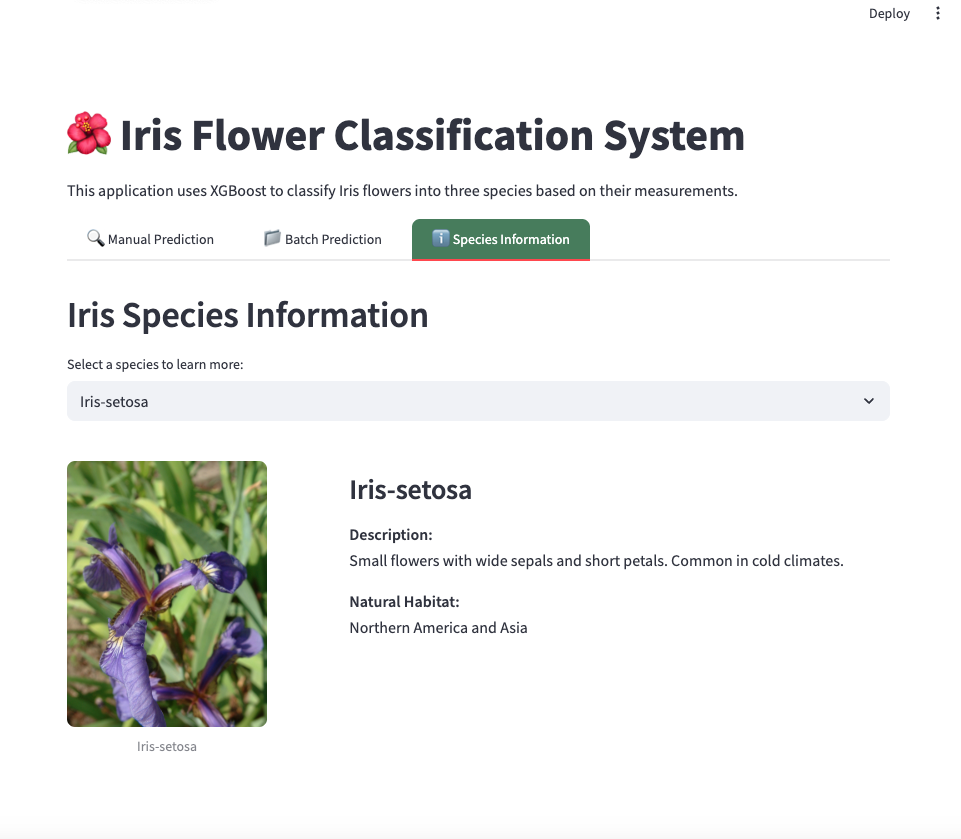 Deploy
Iris Flower Classification System
This application uses XGBoost to classify Iris flowers into three species based on their measurements.
Manual Prediction
Batch Prediction
Species Information
Iris Species Information
Select a species to learn more:
Iris-setosa
Iris-setosa
Description:
Small flowers with wide sepals and short petals. Common in cold climates.
Natural Habitat:
Northern America and Asia
Iris-setosa